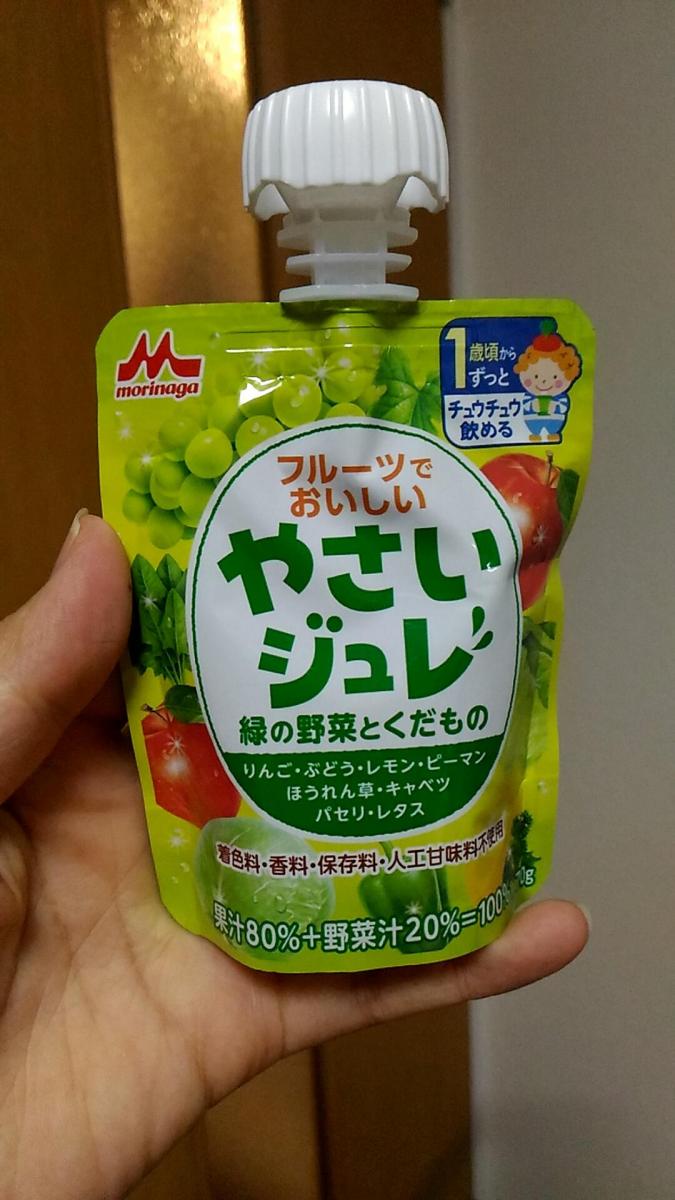 morinaga
1歳頃から
ずっと
チュウチュウ
飲める
フルーツで
おいしい
やさい
ジュレ
緑の野菜とくだもの
りんご・ぶどう・レモン・ピーマン
ほうれん草・キャベツ
パセリ・レタス
着色料・香料・保存料・人工甘味料不使用
果汁80%+野菜汁20%=100%